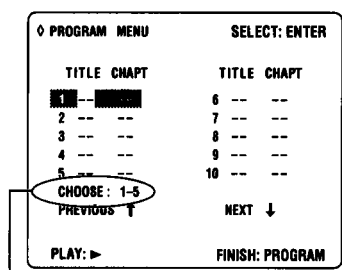 ◊ PROGRAM MENU SELECT: ENTER
TITLE CHAPT TITLE CHAPT
1 -- -- 6 -- --
2 -- -- 7 -- --
3 -- -- 8 -- --
4 -- -- 9 -- --
5 -- -- 10 -- --
CHOOSE: 1–5
PREVIOUS ↑ NEXT ↓
PLAY: ► FINISH: PROGRAM